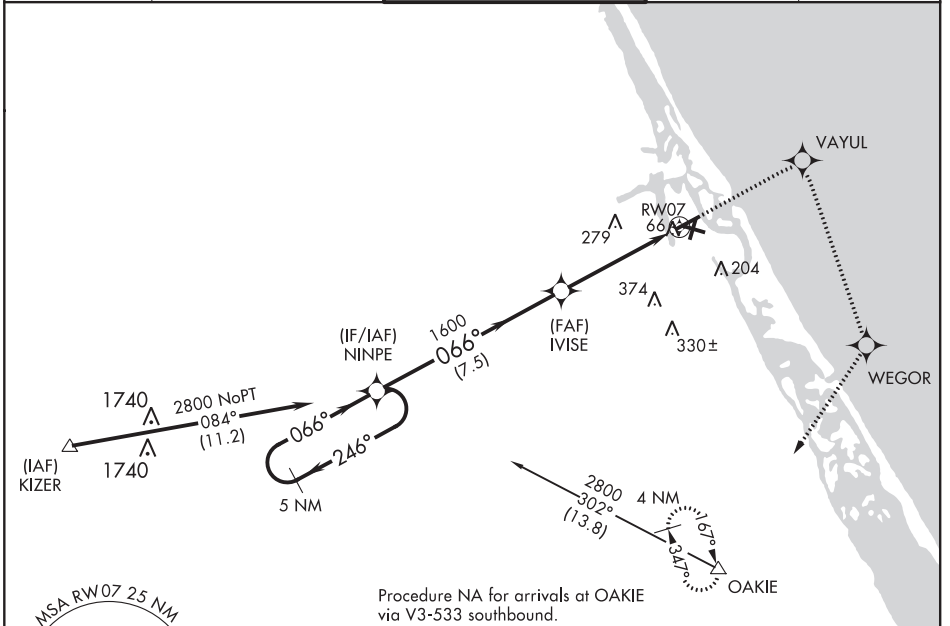 VAYUL
RW07
66
279
204
374
(FAF)
IVISE
330±
(IF/IAF)
NINPE
1600
066°
(7.5)
WEGOR
1740
2800 NoPT
084°
(11.2)
1740
066°
246°
(IAF)
KIZER
5 NM
2800
302°
(13.8)
4 NM
167°
347°
OAKIE
MSA RW07 25 NM
Procedure NA for arrivals at OAKIE
via V3-533 southbound.